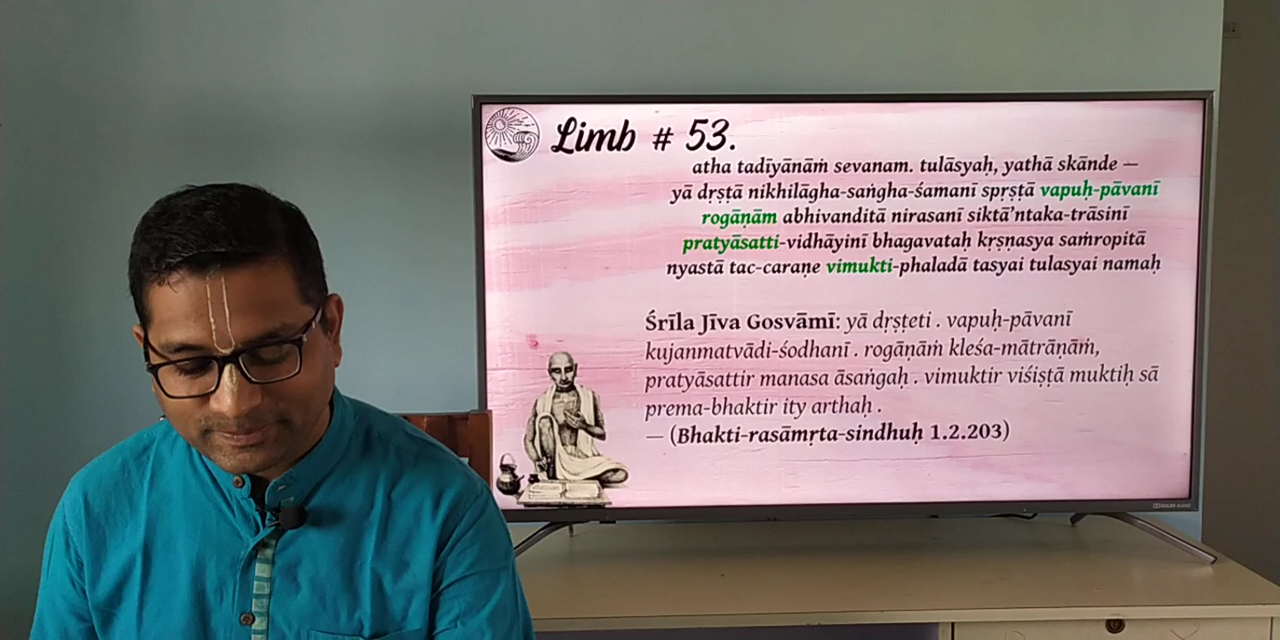 Limb # 53.
atha tadīyānāṁ sevanam. tulāsyaḥ, yathā skānde —
yā dṛṣṭā nikhilāgha-saṅgha-śamanī spṛṣṭā vapuḥ-pāvanī
rogāṇām abhivanditā nirasanī siktā’ntaka-trāsinī
pratyāsatti-vidhāyinī bhagavataḥ kṛṣṇasya saṁropitā
nyastā tac-caraṇe vimukti-phaladā tasyai tulasyai namaḥ
Śrīla Jīva Gosvāmī: yā dṛṣṭeti . vapuḥ-pāvanī
kujanmatvādi-śodhanī . rogāṇāṁ kleśa-mātrāṇāṁ,
pratyāsattir manasa āsaṅgaḥ . vimuktir viśiṣṭā muktiḥ sā
prema-bhaktir ity arthaḥ .
— (Bhakti-rasāmṛta-sindhuḥ 1.2.203)